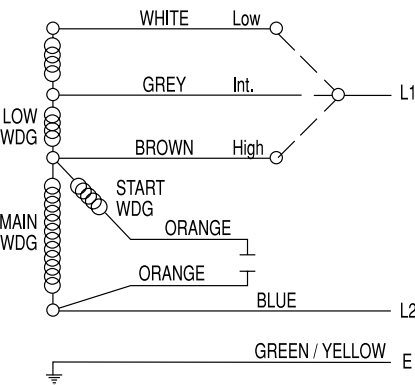 WHITE Low
GREY Int.
L1
LOW
WDG
BROWN High
START
WDG
MAIN
WDG
ORANGE
ORANGE
BLUE
L2
GREEN / YELLOW
E